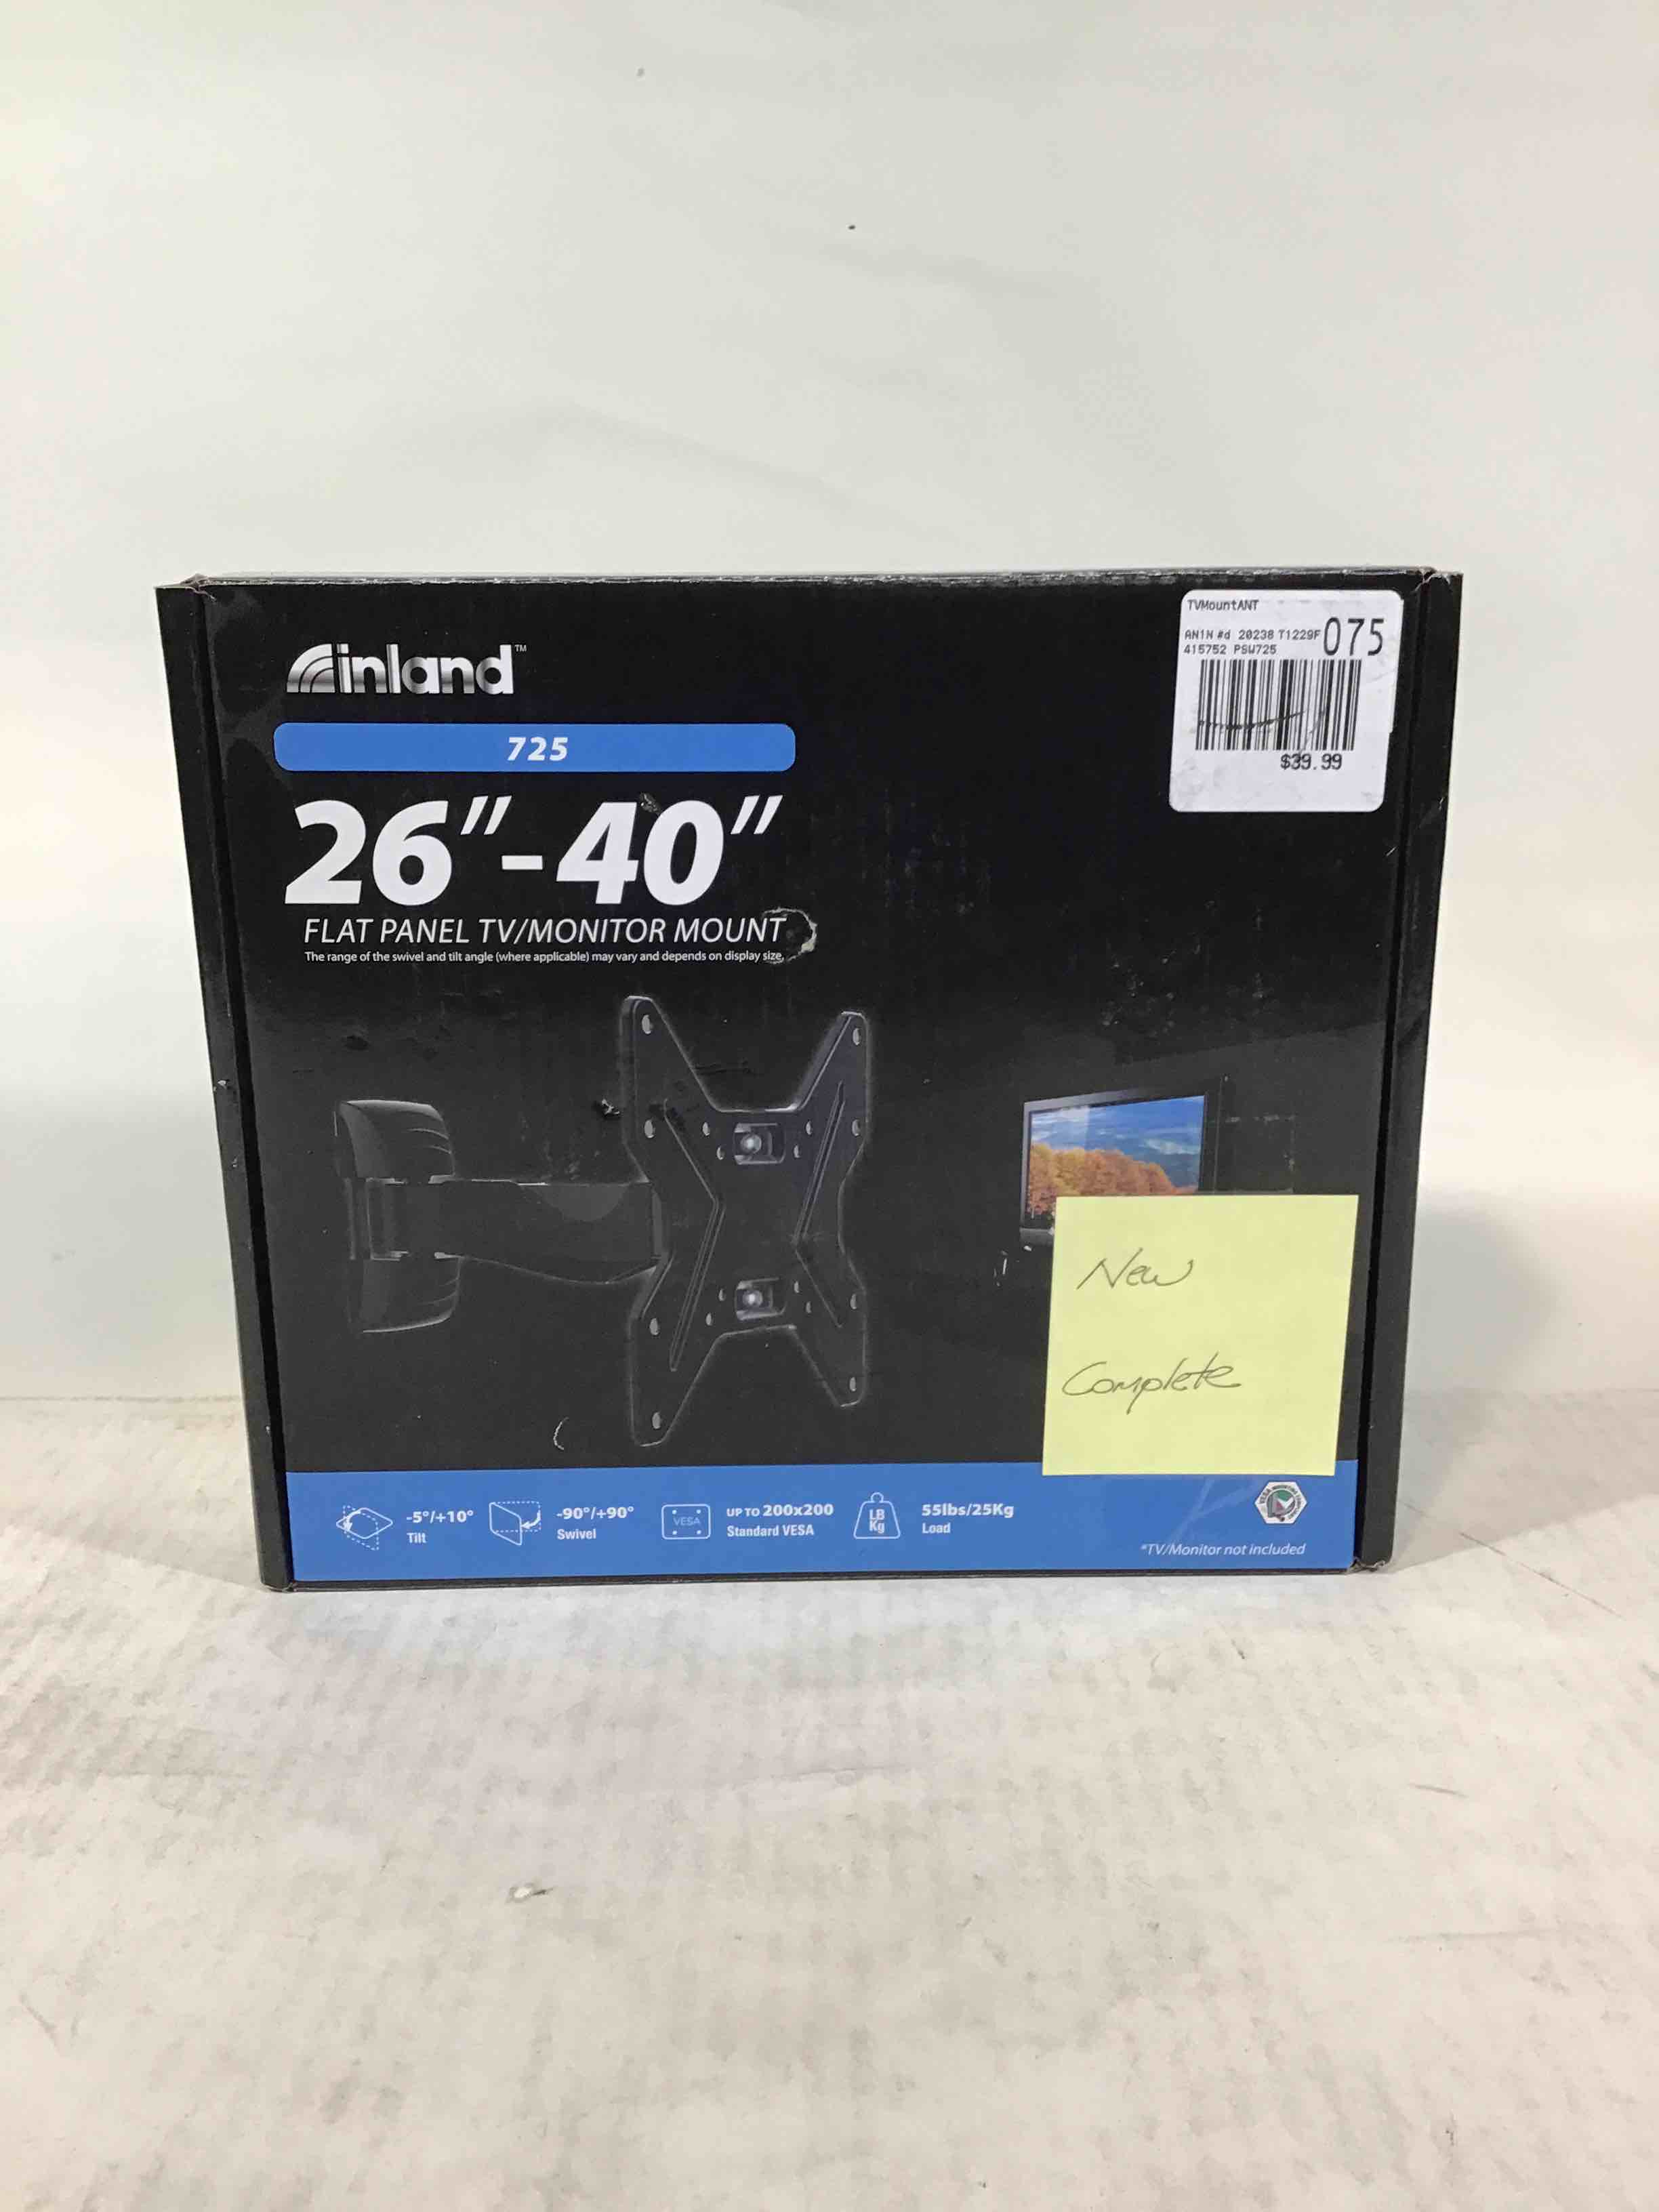 inland™
725
26"-40"
FLAT PANEL TV/MONITOR MOUNT
The range of the swivel and tilt angle (where applicable) may vary and depends on display size.
TVMountANT
AN1N #d 20238 T1229F 075
415752 PSW725
$39.99
New
Complete
-5°/+10°
Tilt
-90°/+90°
Swivel
VESA
UP TO 200x200
Standard VESA
LB
Kg
55lbs/25Kg
Load
*TV/Monitor not included